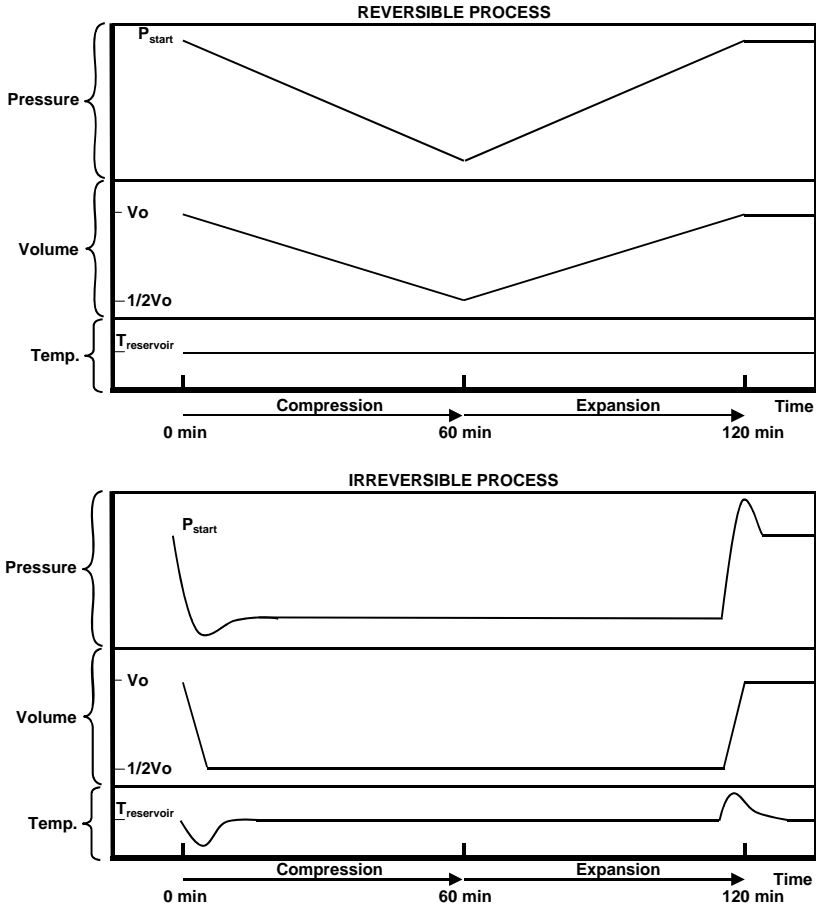 REVERSIBLE PROCESS
Pstart
Pressure
Vo
Volume
1/2Vo
Treservoir
Temp.
Compression Expansion Time
0 min 60 min 120 min
IRREVERSIBLE PROCESS
Pstart
Pressure
Vo
Volume
1/2Vo
Treservoir
Temp.
Compression Expansion Time
0 min 60 min 120 min